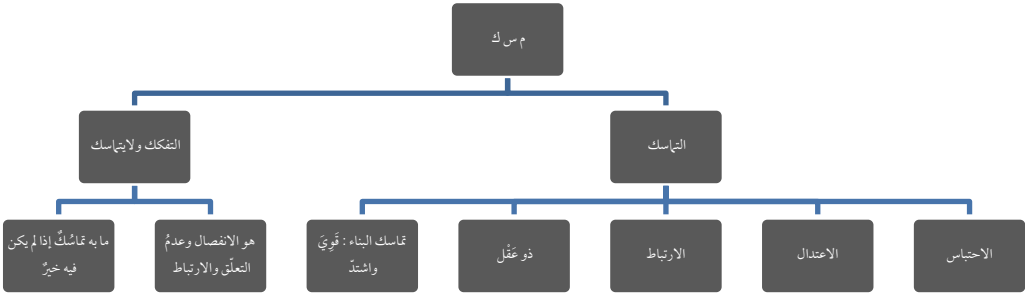 م س ك
التماسك
التفكك ولايتماسك
الاحتباس
الاعتدال
الارتباط
ذو عَقْل
تماسك البناء : قَوِيَ
واشتدّ
هو الانفصال وعدمُ
التعلّق والارتباط
ما به تماسُكٌ إذا لم يكن
فيه خيرٌ